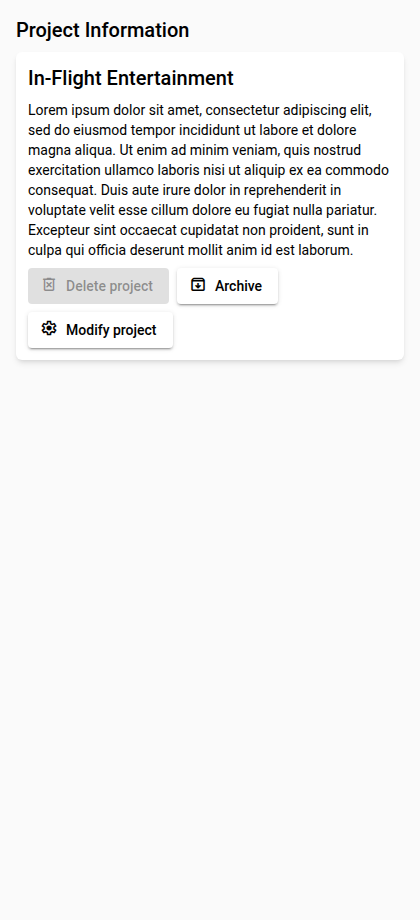 Project Information
In-Flight Entertainment
Lorem ipsum dolor sit amet, consectetur adipiscing elit,
sed do eiusmod tempor incididunt ut labore et dolore
magna aliqua. Ut enim ad minim veniam, quis nostrud
exercitation ullamco laboris nisi ut aliquip ex ea commodo
consequat. Duis aute irure dolor in reprehenderit in
voluptate velit esse cillum dolore eu fugiat nulla pariatur.
Excepteur sint occaecat cupidatat non proident, sunt in
culpa qui officia deserunt mollit anim id est laborum.
Delete project
Archive
Modify project